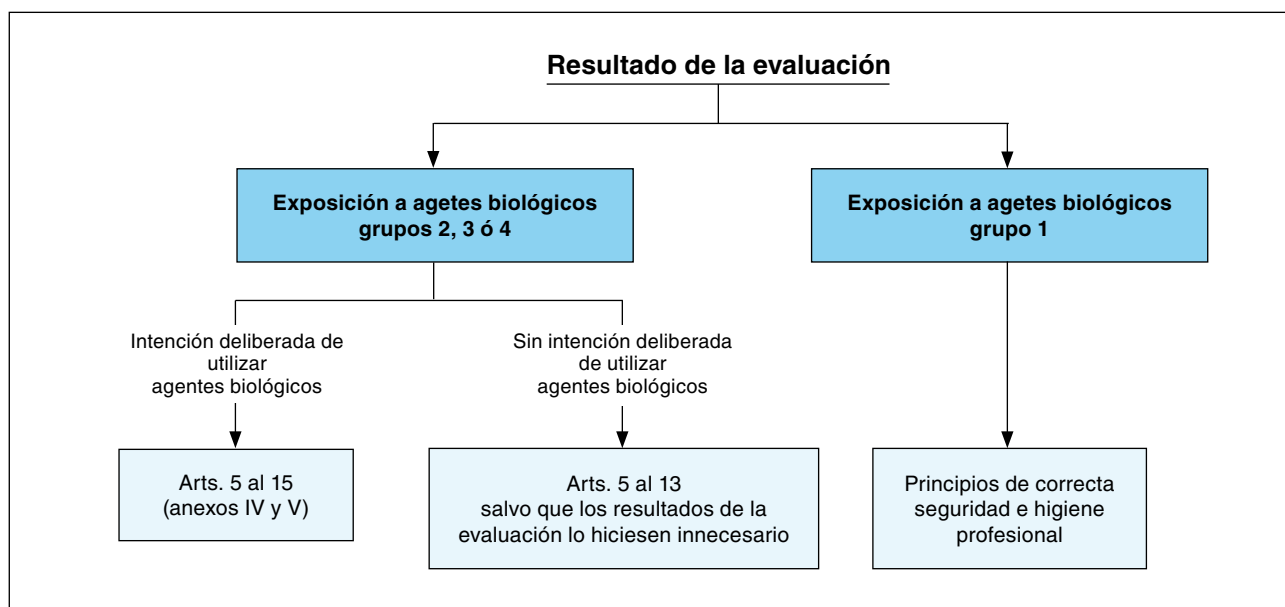 Resultado de la evaluación
Exposición a agetes biológicos
grupos 2, 3 ó 4
Exposición a agetes biológicos
grupo 1
Intención deliberada de
utilizar
agentes biológicos
Sin intención deliberada
de utilizar
agentes biológicos
Arts. 5 al 15
(anexos IV y V)
Arts. 5 al 13
salvo que los resultados de la
evaluación lo hiciesen innecesario
Principios de correcta
seguridad e higiene
profesional